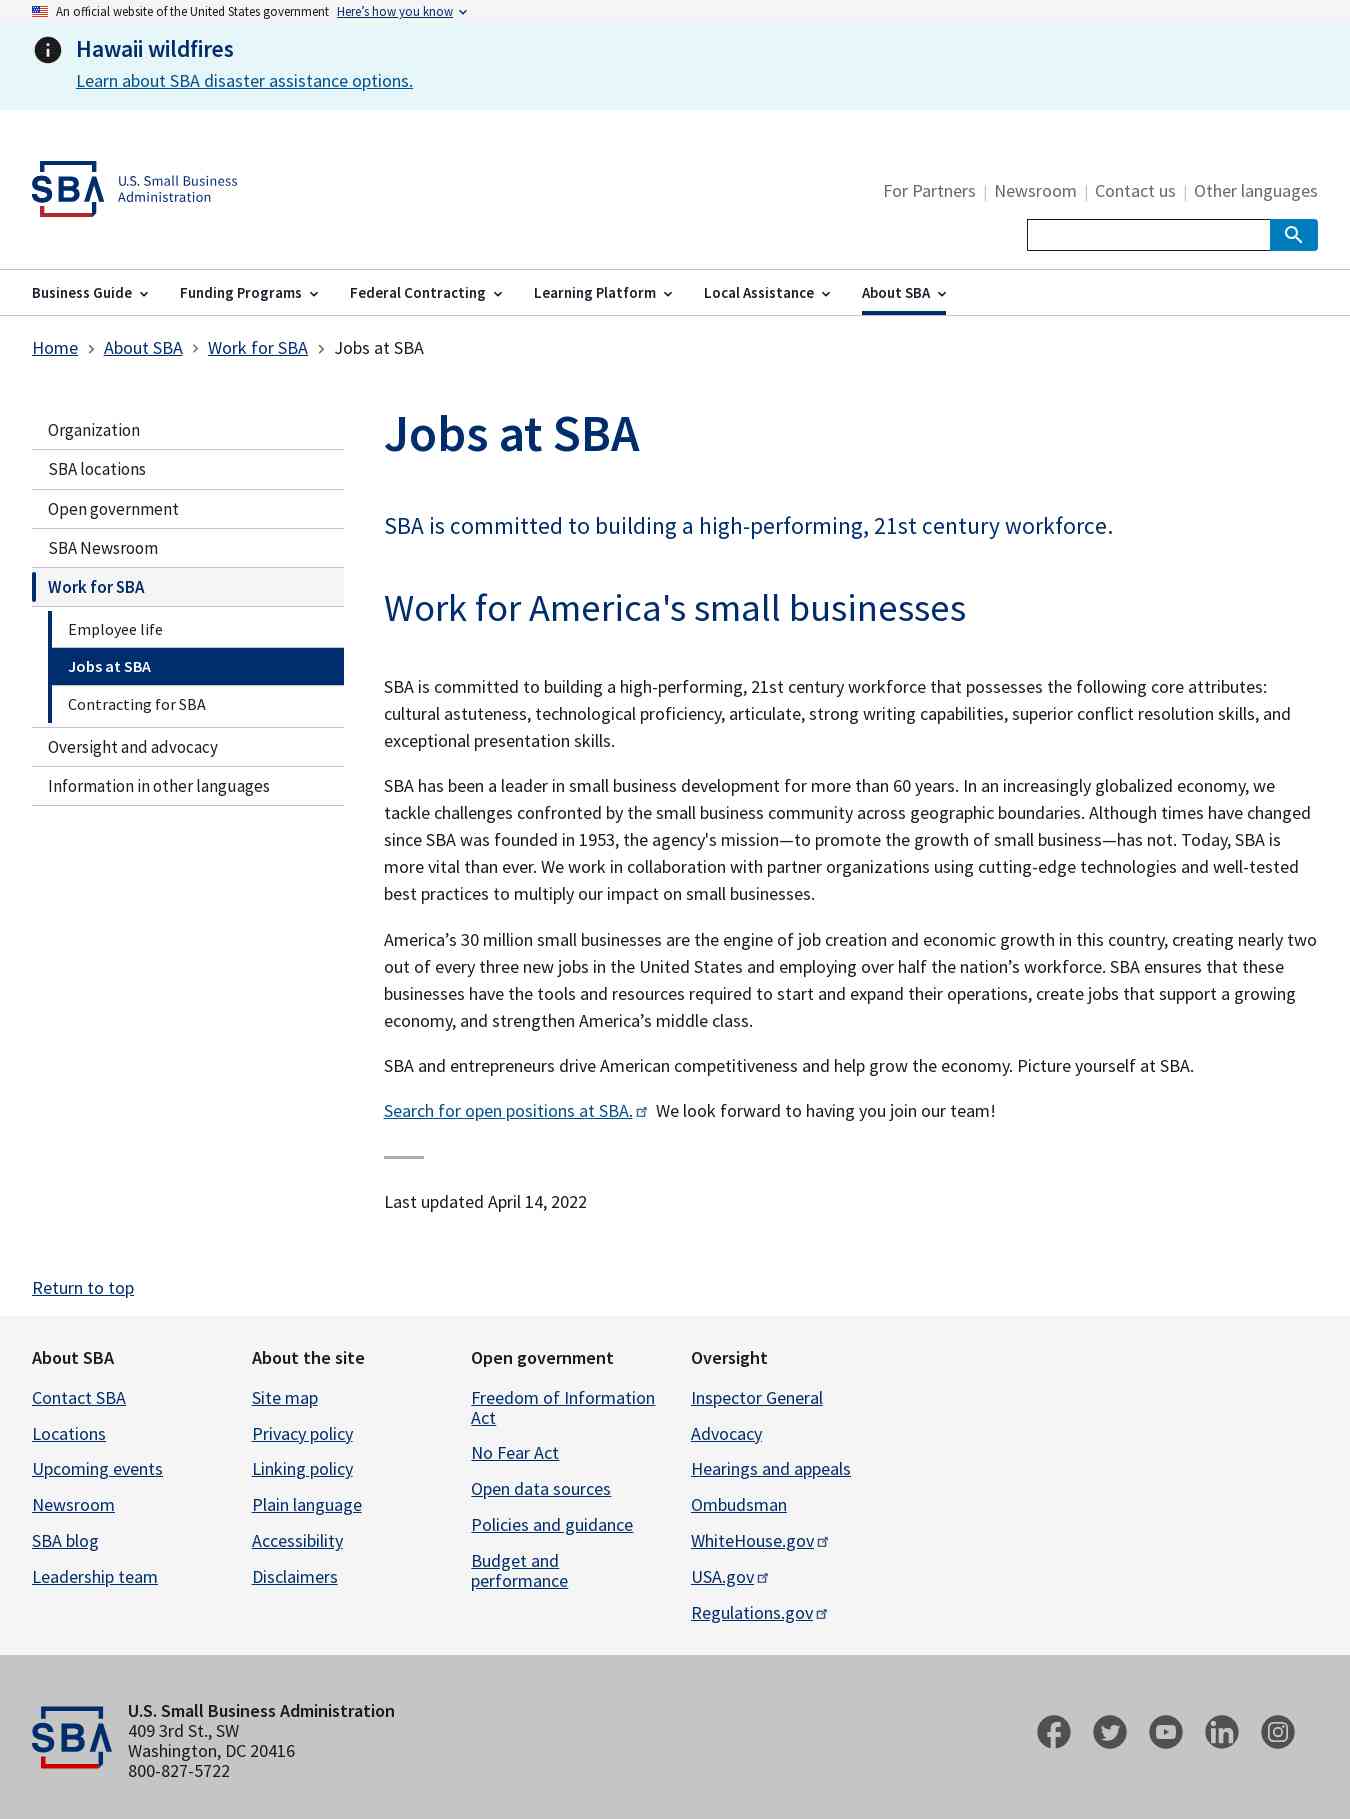 An official website of the United States government Here’s how you know
Hawaii wildfires
Learn about SBA disaster assistance options.
SBA
U.S. Small Business
Administration
For Partners | Newsroom | Contact us | Other languages
Business Guide Funding Programs Federal Contracting Learning Platform Local Assistance About SBA
Home > About SBA > Work for SBA > Jobs at SBA
Organization
SBA locations
Open government
SBA Newsroom
Work for SBA
Employee life
Jobs at SBA
Contracting for SBA
Oversight and advocacy
Information in other languages
Jobs at SBA
SBA is committed to building a high-performing, 21st century workforce.
Work for America's small businesses
SBA is committed to building a high-performing, 21st century workforce that possesses the following core attributes:
cultural astuteness, technological proficiency, articulate, strong writing capabilities, superior conflict resolution skills, and
exceptional presentation skills.
SBA has been a leader in small business development for more than 60 years. In an increasingly globalized economy, we
tackle challenges confronted by the small business community across geographic boundaries. Although times have changed
since SBA was founded in 1953, the agency's mission—to promote the growth of small business—has not. Today, SBA is
more vital than ever. We work in collaboration with partner organizations using cutting-edge technologies and well-tested
best practices to multiply our impact on small businesses.
America’s 30 million small businesses are the engine of job creation and economic growth in this country, creating nearly two
out of every three new jobs in the United States and employing over half the nation’s workforce. SBA ensures that these
businesses have the tools and resources required to start and expand their operations, create jobs that support a growing
economy, and strengthen America’s middle class.
SBA and entrepreneurs drive American competitiveness and help grow the economy. Picture yourself at SBA.
Search for open positions at SBA. We look forward to having you join our team!
Last updated April 14, 2022
Return to top
About SBA
Contact SBA
Locations
Upcoming events
Newsroom
SBA blog
Leadership team
About the site
Site map
Privacy policy
Linking policy
Plain language
Accessibility
Disclaimers
Open government
Freedom of Information
Act
No Fear Act
Open data sources
Policies and guidance
Budget and
performance
Oversight
Inspector General
Advocacy
Hearings and appeals
Ombudsman
WhiteHouse.gov
USA.gov
Regulations.gov
SBA
U.S. Small Business Administration
409 3rd St., SW
Washington, DC 20416
800-827-5722